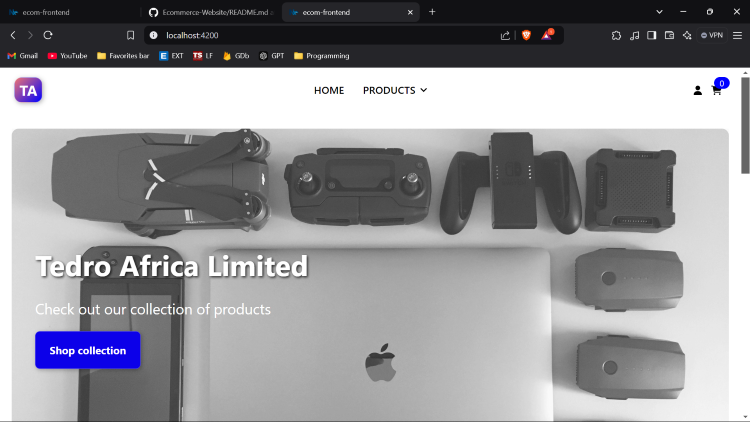 ecom-frontend
Ecommerce-Website/README.md
ecom-frontend
localhost:4200
VPN
Gmail
YouTube
Favorites bar
EXT
LF
GDb
GPT
Programming
TA
HOME
PRODUCTS
0
Tedro Africa Limited
Check out our collection of products
Shop collection